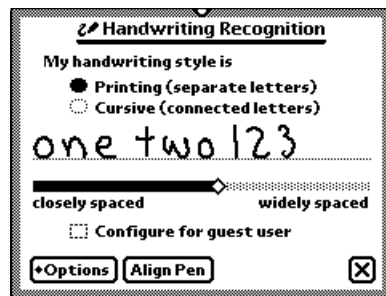 Handwriting Recognition
My handwriting style is
Printing (separate letters)
Cursive (connected letters)
one two 123
closely spaced widely spaced
Configure for guest user
Options Align Pen